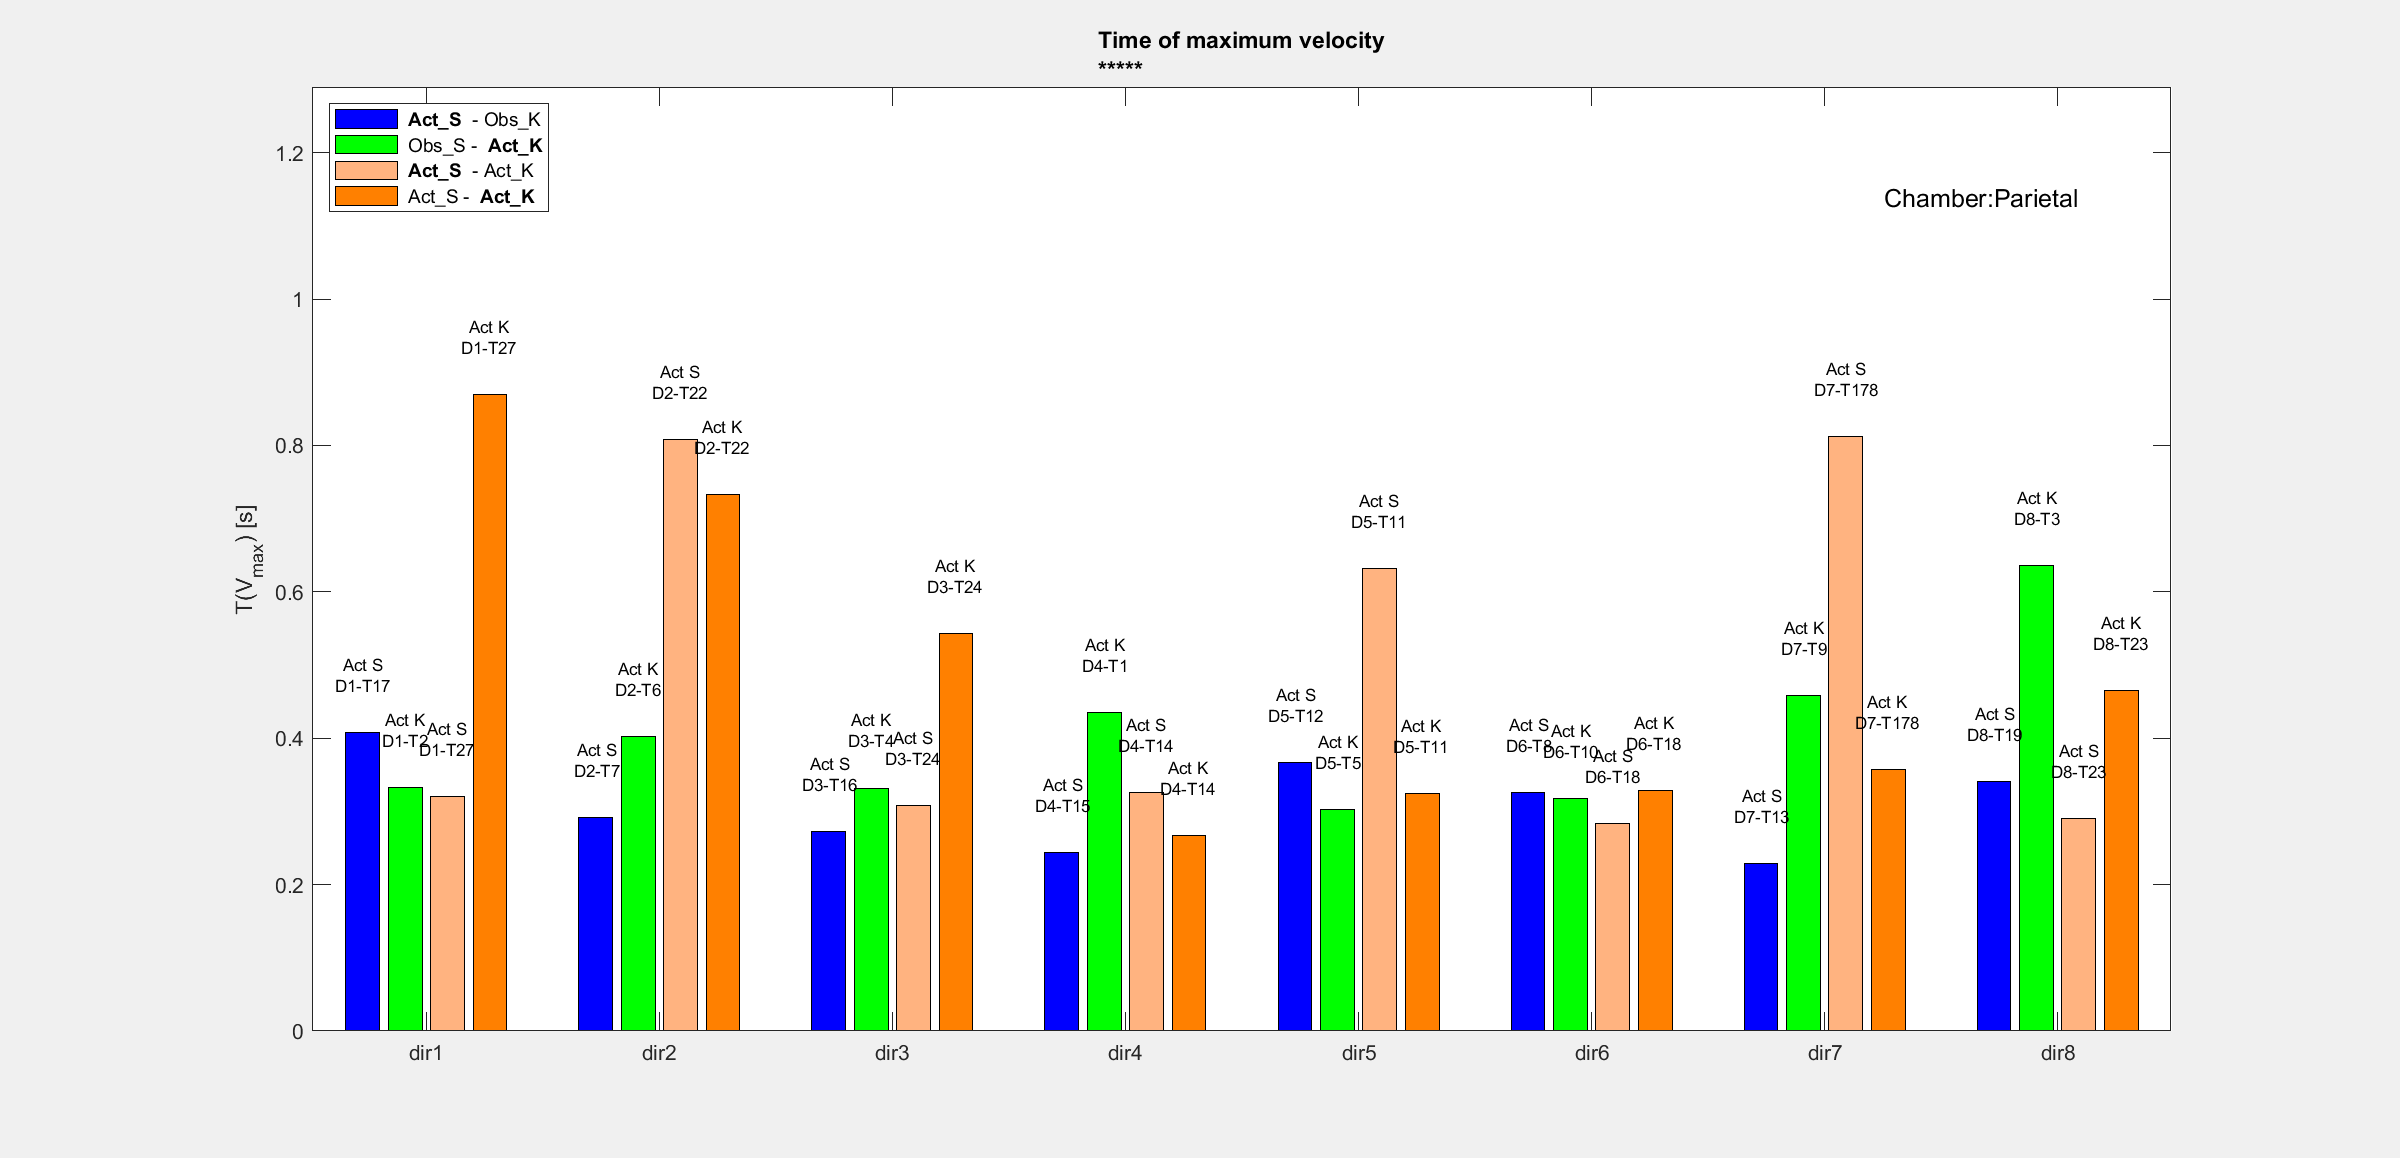 Time of maximum velocity
*****
Act_S - Obs_K
Obs_S - Act_K
Act_S - Act_K
Act_S - Act_K
Chamber:Parietal
T(Vmax) [s]
1.2
1
0.8
0.6
0.4
0.2
0
Act S
D1-T17
Act K
D1-T2
Act S
D1-T27
Act K
D1-T27
Act S
D2-T7
Act K
D2-T6
Act S
D2-T22
Act K
D2-T22
Act S
D3-T16
Act K
D3-T4
Act S
D3-T24
Act K
D3-T24
Act S
D4-T15
Act K
D4-T1
Act S
D4-T14
Act K
D4-T14
Act S
D5-T12
Act K
D5-T5
Act S
D5-T11
Act K
D5-T11
Act S
D6-T8
Act K
D6-T10
Act S
D6-T18
Act K
D6-T18
Act S
D7-T13
Act K
D7-T9
Act S
D7-T178
Act K
D7-T178
Act S
D8-T19
Act K
D8-T3
Act S
D8-T23
Act K
D8-T23
dir1
dir2
dir3
dir4
dir5
dir6
dir7
dir8